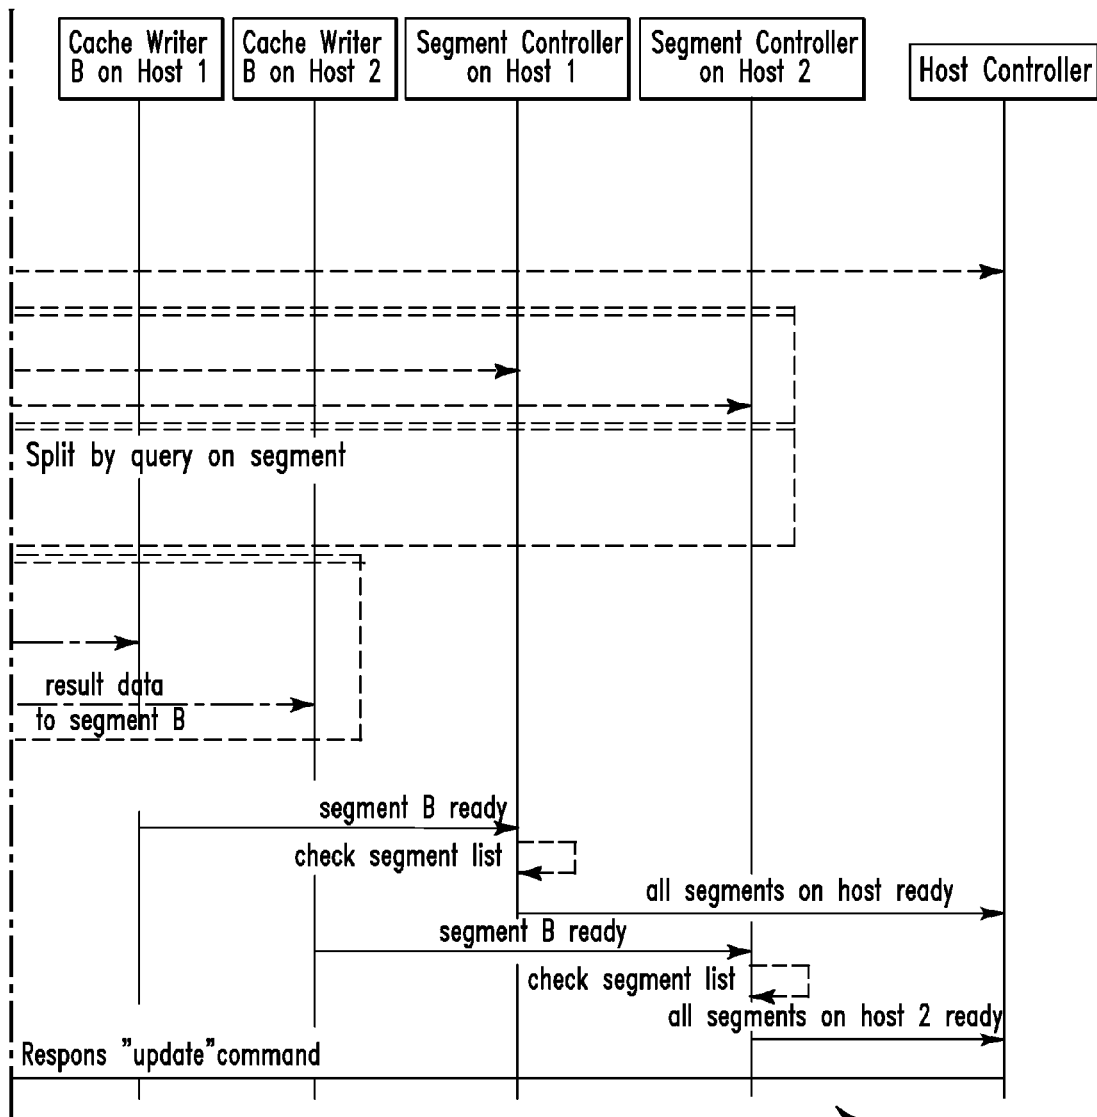 Cache Writer
B on Host 1
Cache Writer
B on Host 2
Segment Controller
on Host 1
Segment Controller
on Host 2
Host Controller
Split by query on segment
result data
to segment B
segment B ready
check segment list
all segments on host ready
segment B ready
check segment list
all segments on host 2 ready
Respons "update"command